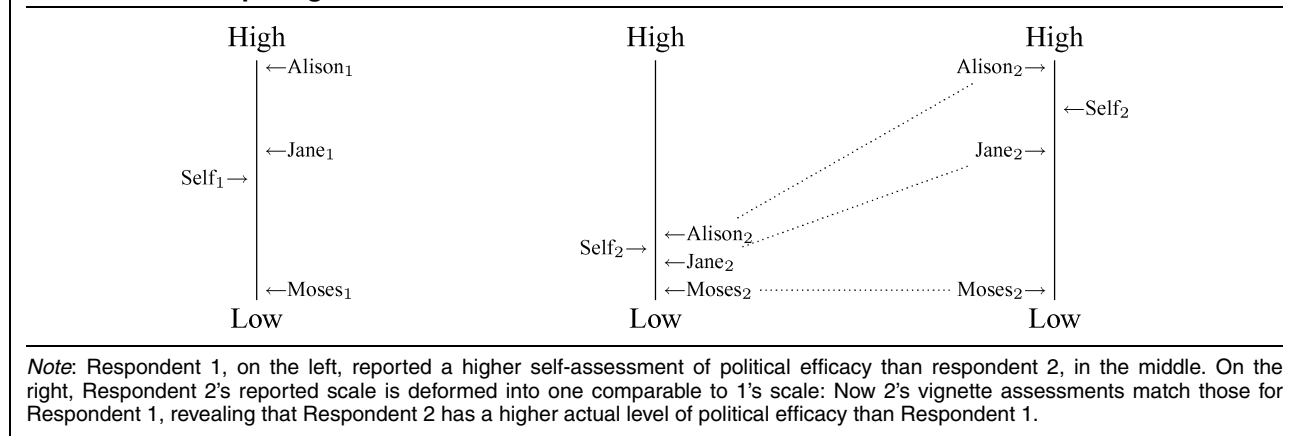 High
High
High
←Alison₁
Alison₂→
←Self₂
←Jane₁
Jane₂→
Self₁→
←Alison₂
Self₂→
←Jane₂
←Moses₁
←Moses₂
Moses₂→
Low
Low
Low
Note: Respondent 1, on the left, reported a higher self-assessment of political efficacy than respondent 2, in the middle. On the
right, Respondent 2's reported scale is deformed into one comparable to 1's scale: Now 2's vignette assessments match those for
Respondent 1, revealing that Respondent 2 has a higher actual level of political efficacy than Respondent 1.